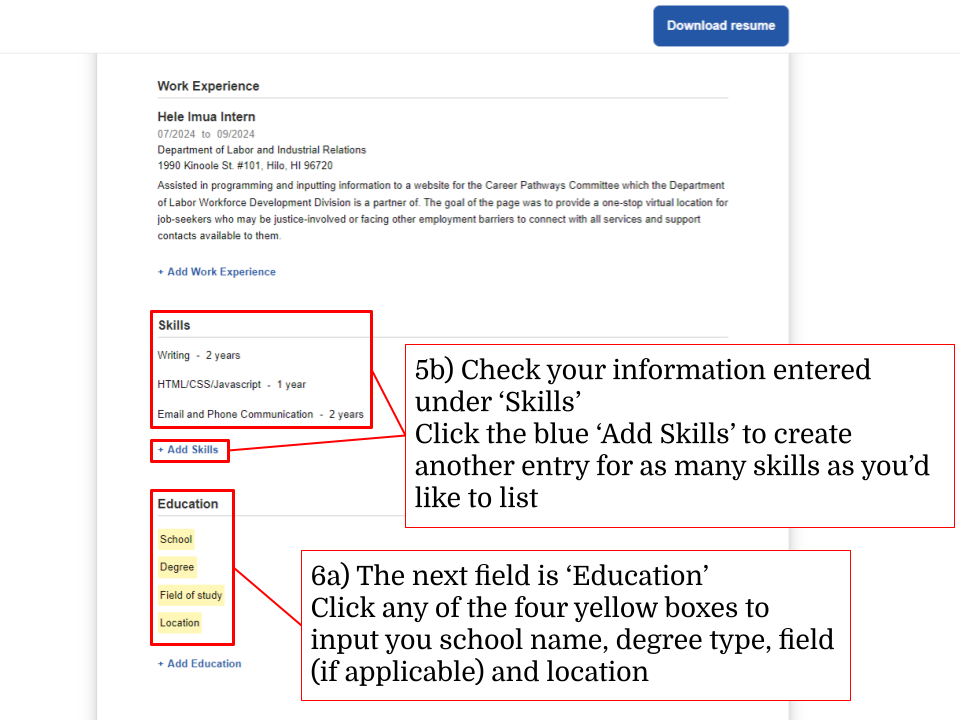 Download resume
Work Experience
Hele Imua Intern
07/2024 to 09/2024
Department of Labor and Industrial Relations
1990 Kinoole St. #101, Hilo, HI 96720
Assisted in programming and inputting information to a website for the Career Pathways Committee which the Department
of Labor Workforce Development Division is a partner of. The goal of the page was to provide a one-stop virtual location for
job-seekers who may be justice-involved or facing other employment barriers to connect with all services and support
contacts available to them.
+ Add Work Experience
Skills
Writing - 2 years
HTML/CSS/Javascript - 1 year
Email and Phone Communication - 2 years
+ Add Skills
5b) Check your information entered
under ‘Skills’
Click the blue ‘Add Skills’ to create
another entry for as many skills as you’d
like to list
Education
School
Degree
Field of study
Location
+ Add Education
6a) The next field is ‘Education’
Click any of the four yellow boxes to
input you school name, degree type, field
(if applicable) and location